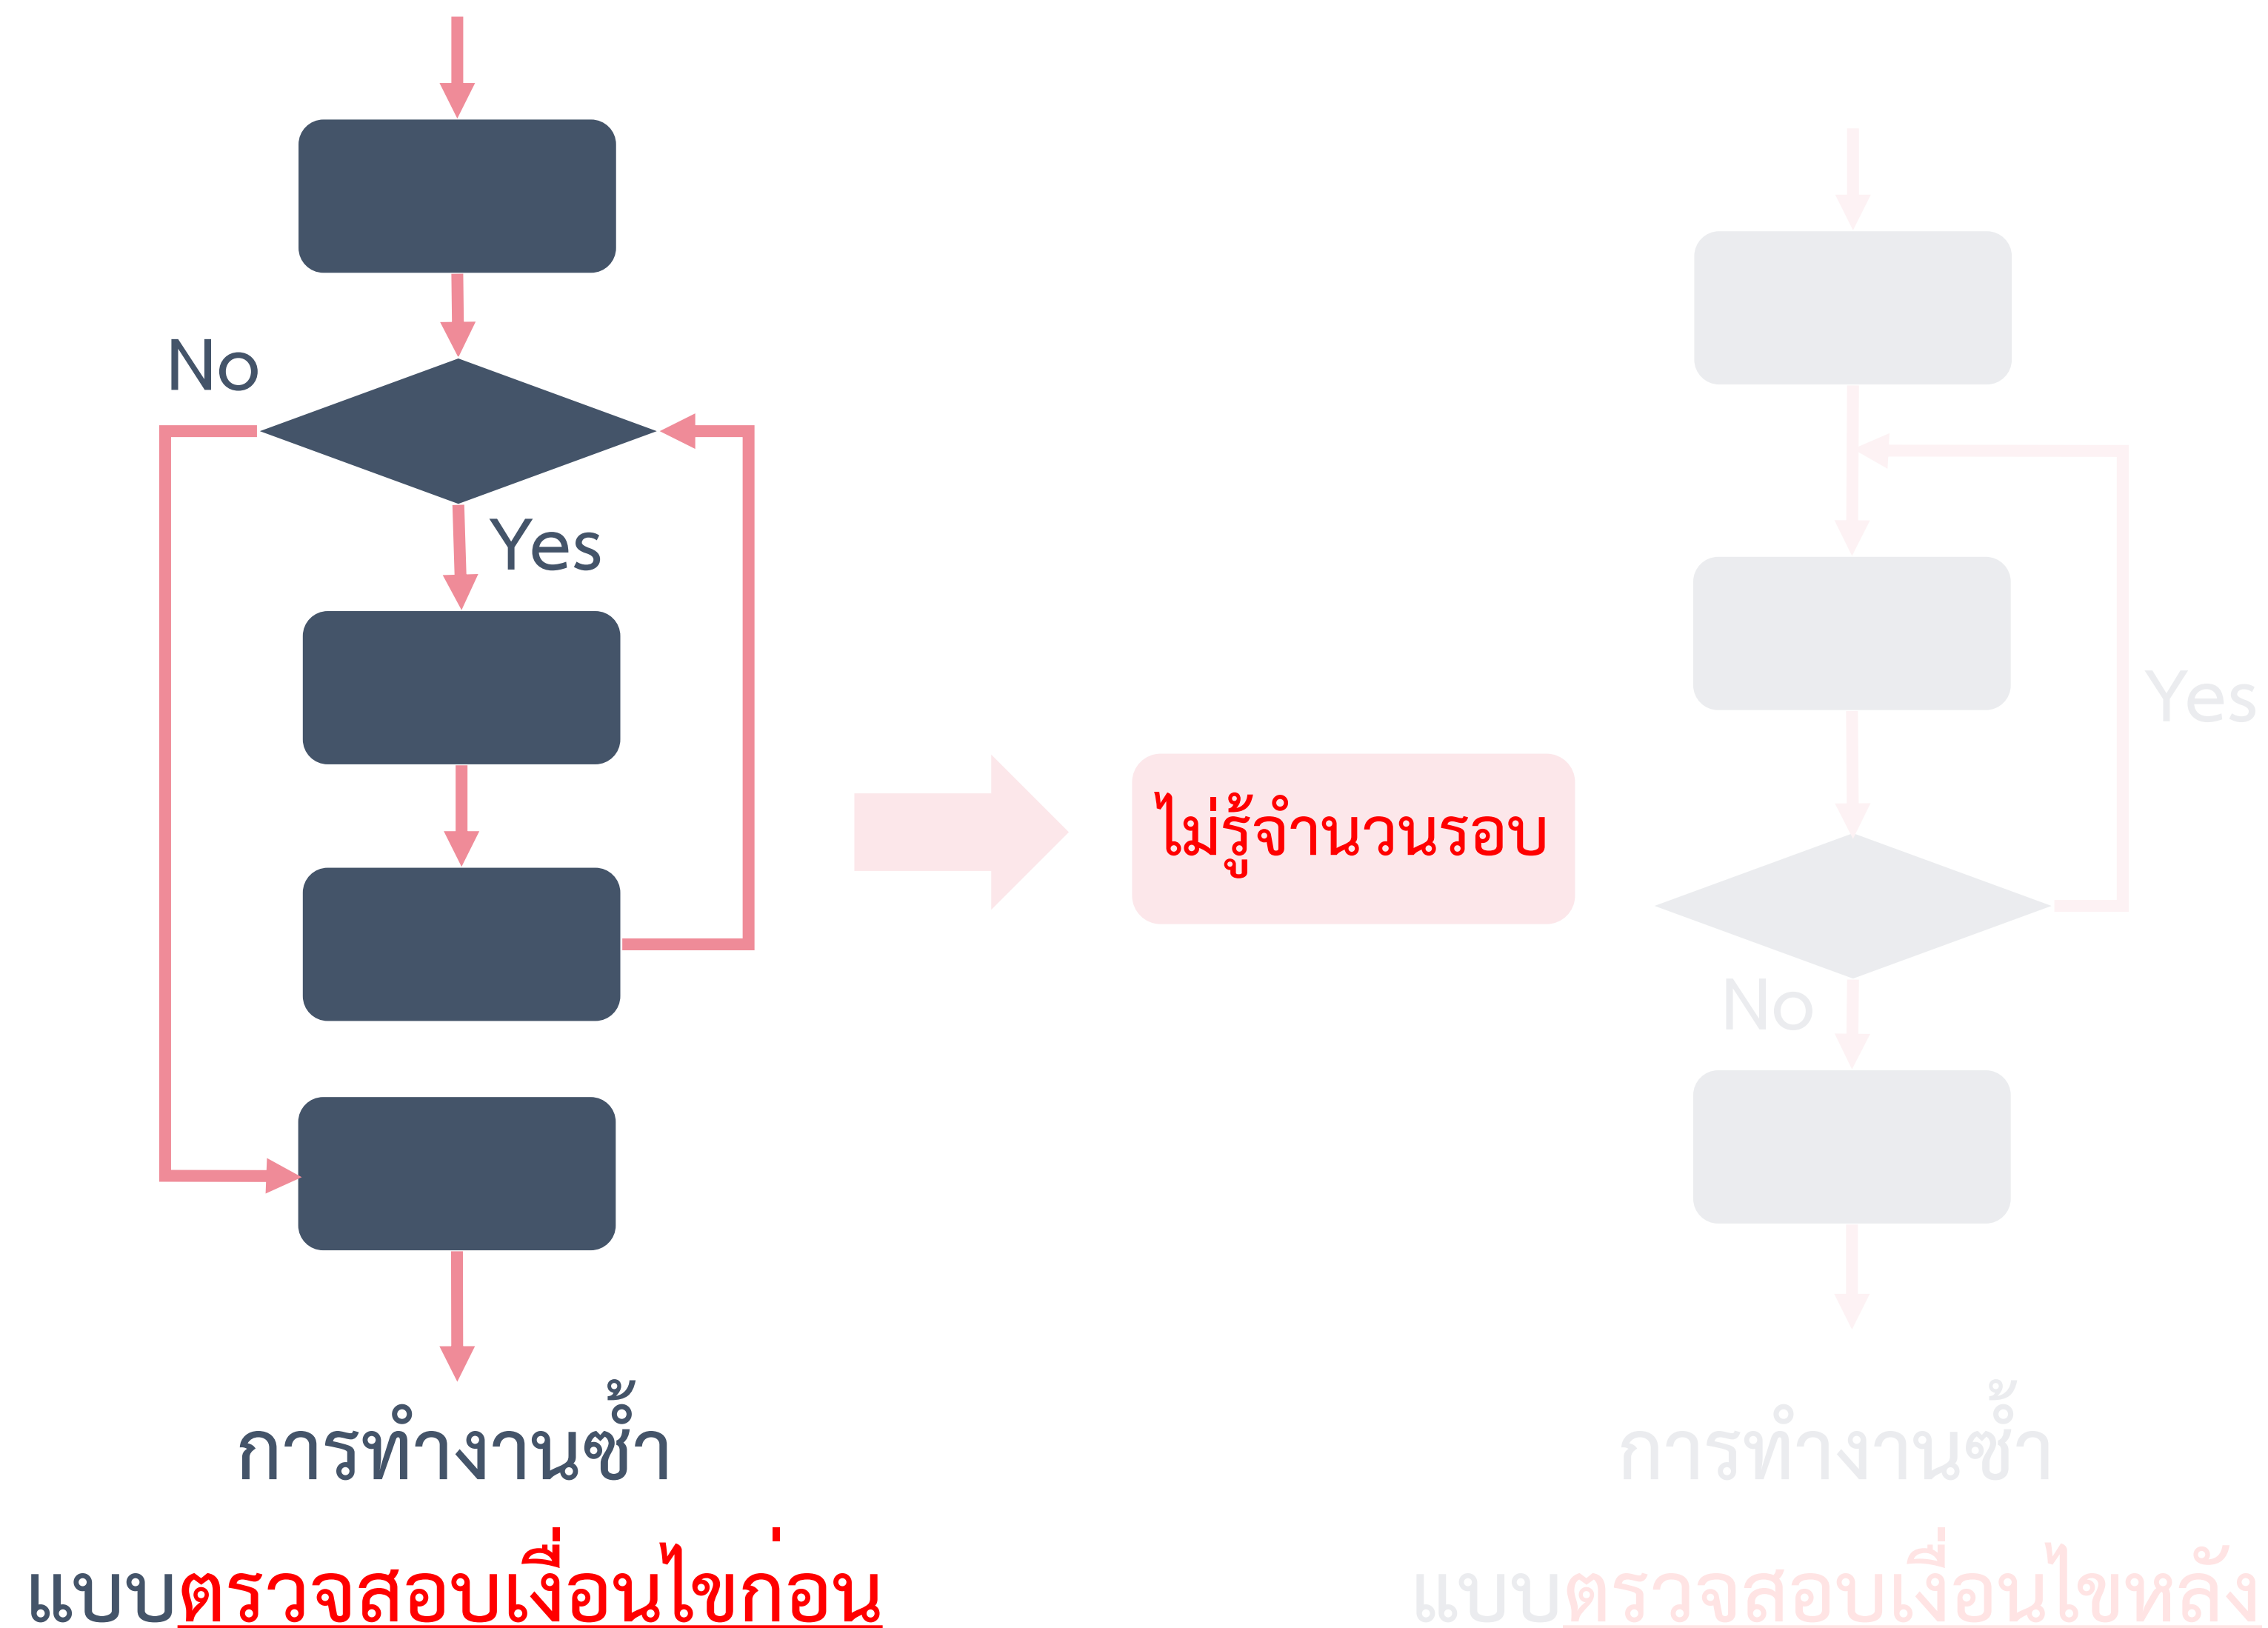 No
Yes
การทำงานซ้ำ
แบบตรวจสอบเงื่อนไขก่อน
ไม่รู้จำนวนรอบ
Yes
No
การทำงานซ้ำ
แบบตรวจสอบเงื่อนไขหลัง